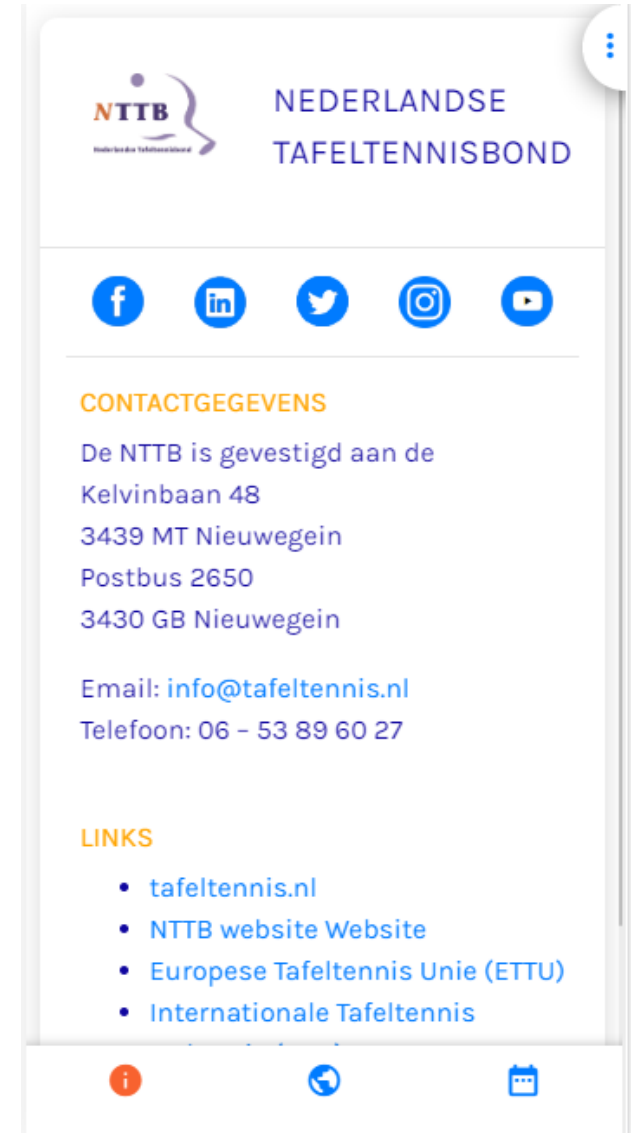 NTTB
Nederlandse Tafeltennisbond
NEDERLANDSE
TAFELTENNISBOND
CONTACTGEGEVENS
De NTTB is gevestigd aan de
Kelvinbaan 48
3439 MT Nieuwegein
Postbus 2650
3430 GB Nieuwegein
Email: info@tafeltennis.nl
Telefoon: 06 – 53 89 60 27
LINKS
• tafeltennis.nl
• NTTB website Website
• Europese Tafeltennis Unie (ETTU)
• Internationale Tafeltennis